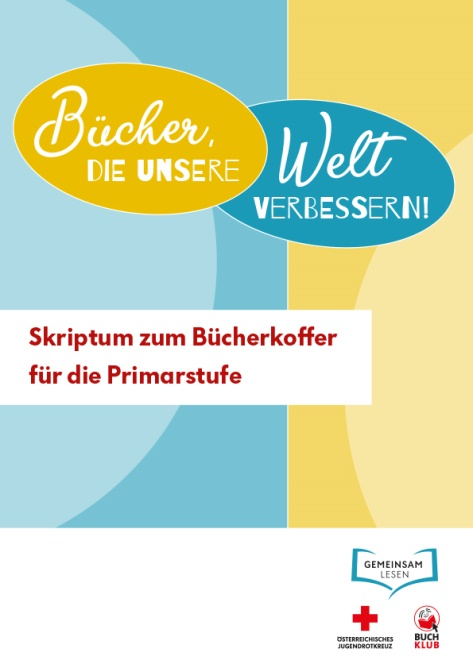 Bücher,
DIE UNSERE
Welt
VERBESSERN!
Skriptum zum Bücherkoffer
für die Primarstufe
GEMEINSAM
LESEN
ÖSTERREICHISCHES
JUGENDROTKREUZ
BUCH
KLUB